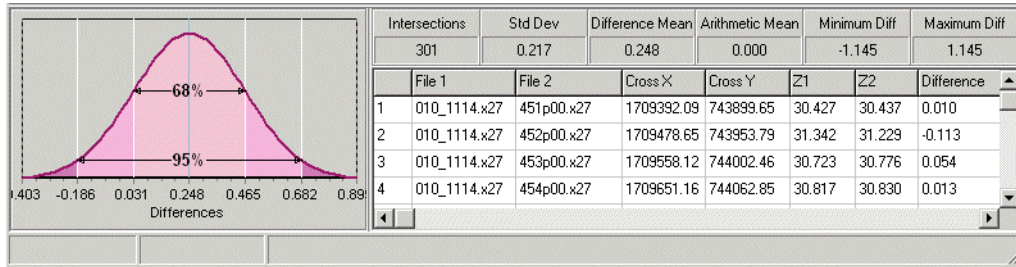 68%
95%
-0.166 0.031 0.248 0.465 0.662
Differences
Intersections Std Dev Difference Mean Arithmetic Mean Minimum Diff Maximum Diff
301 0.217 0.248 0.000 -1.145 1.145
File 1 File 2 Cross X Cross Y Z1 Z2 Difference
1 010_1114.x27 451p00.x27 1709392.09 743899.65 30.427 30.437 0.010
2 010_1114.x27 452p00.x27 1709478.65 743953.79 31.342 31.229 -0.113
3 010_1114.x27 453p00.x27 1709558.12 744002.46 30.723 30.776 0.054
4 010_1114.x27 454p00.x27 1709651.16 744062.85 30.817 30.830 0.013